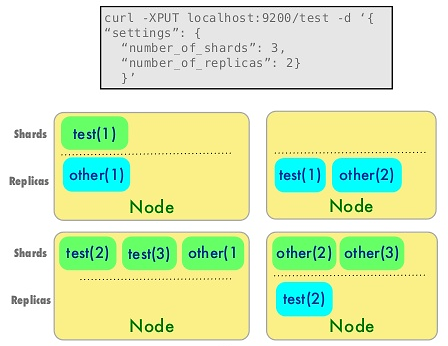 curl -XPUT localhost:9200/test -d ‘{
“settings”: {
“number_of_shards”: 3,
“number_of_replicas”: 2}
}’
Shards
test(1)
Replicas
other(1)
Node
test(1) other(2)
Node
Shards
test(2) test(3) other(1
Replicas
Node
other(2) other(3)
test(2)
Node